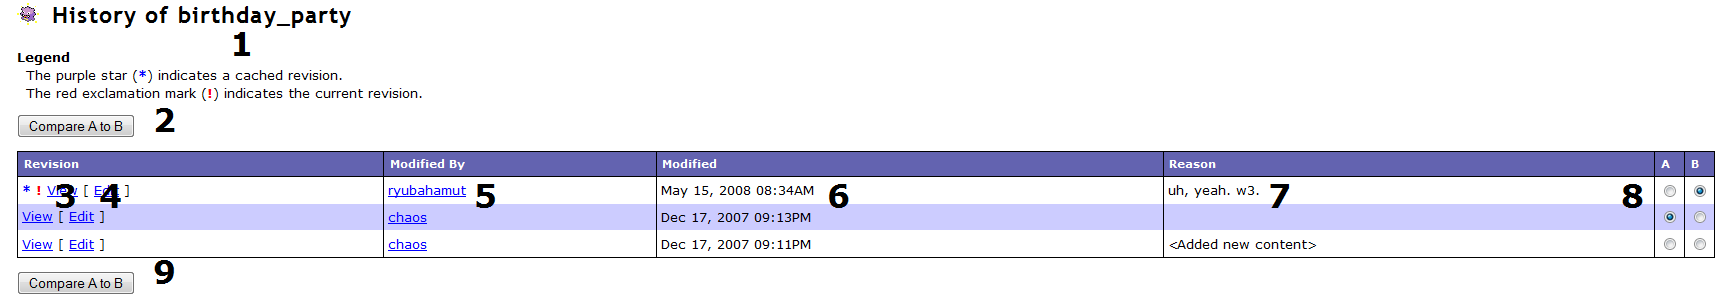 History of birthday_party
1
Legend
The purple star (*) indicates a cached revision.
The red exclamation mark (!) indicates the current revision.
Compare A to B 2
Revision Modified By Modified Reason A B
* ! View 3 [ Edit 4 ] ryubahamut 5 May 15, 2008 08:34AM 6 uh, yeah. w3. 7 8
View [ Edit ] chaos Dec 17, 2007 09:13PM
View [ Edit ] chaos Dec 17, 2007 09:11PM <Added new content>
Compare A to B 9